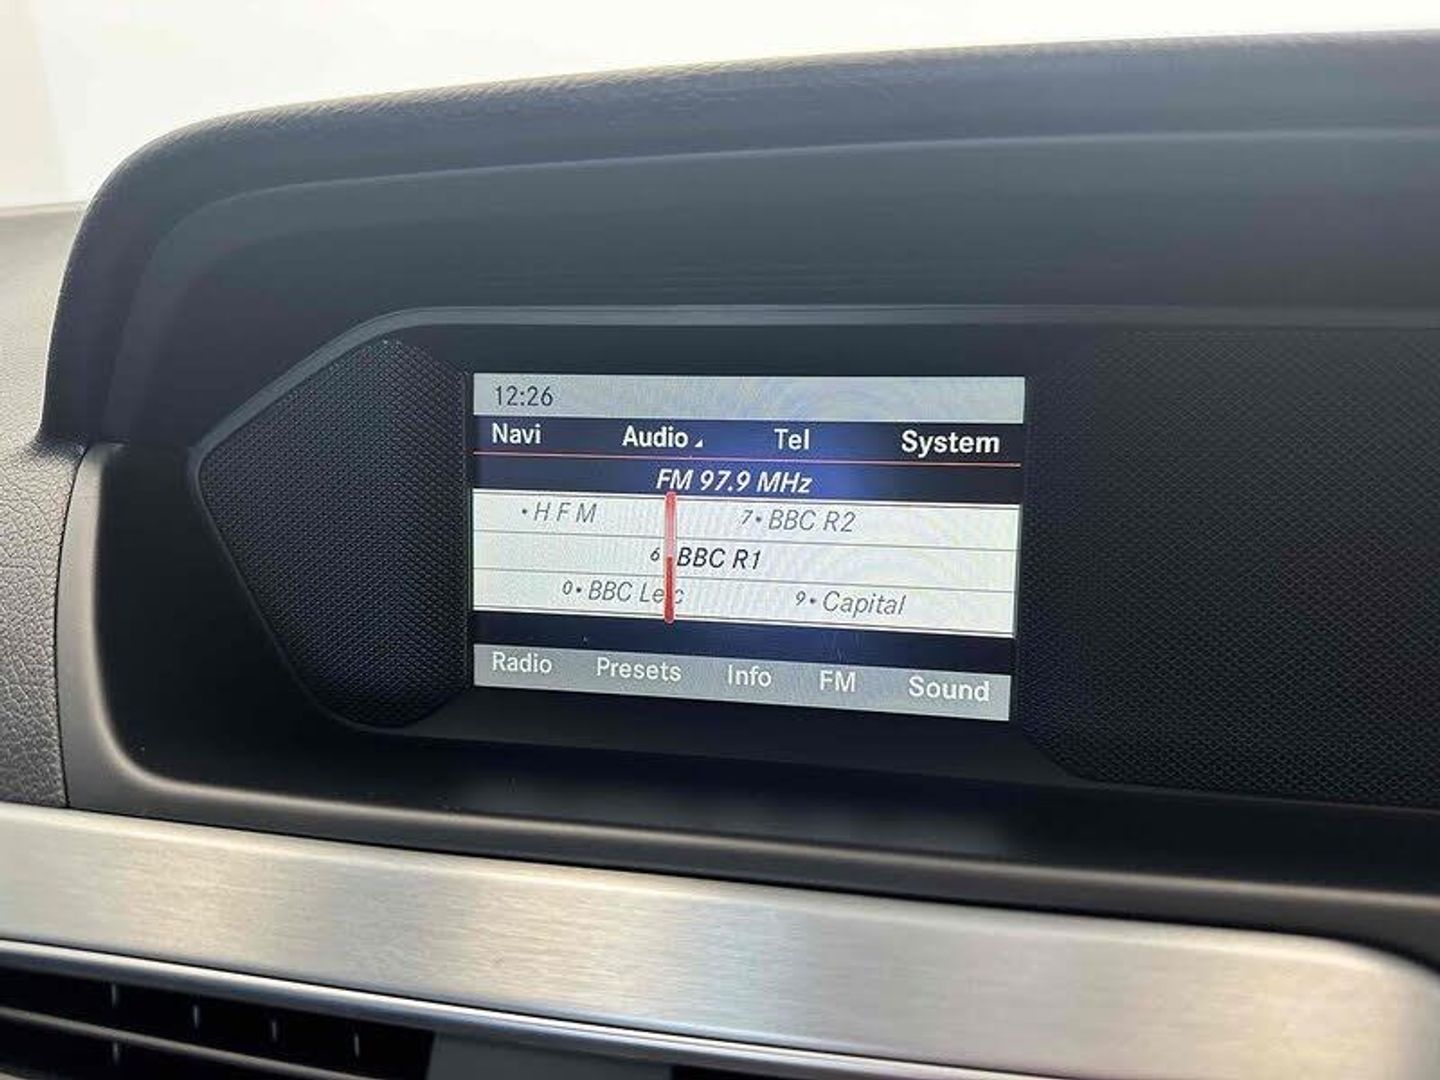 12:26
Navi Audio Tel System
FM 97.9 MHz
• H F M 7• BBC R2
6 BBC R1
0• BBC Leic 9• Capital
Radio Presets Info FM Sound